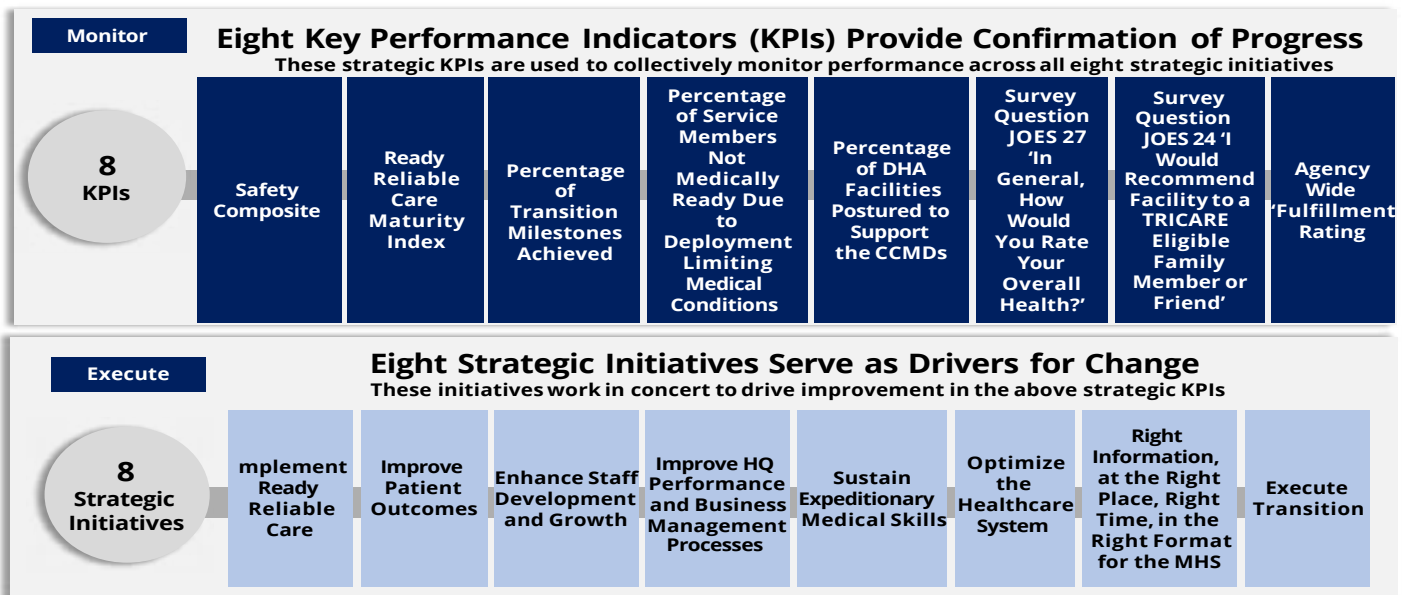 Monitor
Eight Key Performance Indicators (KPIs) Provide Confirmation of Progress
These strategic KPIs are used to collectively monitor performance across all eight strategic initiatives
8
KPIs
Safety
Composite
Ready
Reliable
Care
Maturity
Index
Percentage
of
Transition
Milestones
Achieved
Percentage
of Service
Members
Not
Medically
Ready Due
to
Deployment
Limiting
Medical
Conditions
Percentage
of DHA
Facilities
Postured to
Support
the CCMDs
Survey
Question
JOES 27
‘In
General,
How
Would
You Rate
Your
Overall
Health?’
Survey
Question
JOES 24 ‘I
Would
Recommend
Facility to a
TRICARE
Eligible
Family
Member or
Friend’
Agency
Wide
‘Fulfillment
Rating
Execute
Eight Strategic Initiatives Serve as Drivers for Change
These initiatives work in concert to drive improvement in the above strategic KPIs
8
Strategic
Initiatives
mplement
Ready
Reliable
Care
Improve
Patient
Outcomes
Enhance Staff
Development
and Growth
Improve HQ
Performance
and Business
Management
Processes
Sustain
Expeditionary
Medical Skills
Optimize
the
Healthcare
System
Right
Information,
at the Right
Place, Right
Time, in the
Right Format
for the MHS
Execute
Transition